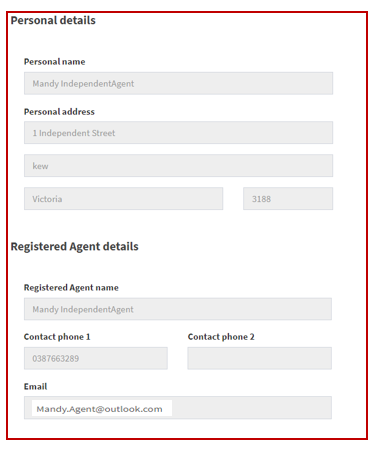 Personal details
Personal name
Mandy IndependentAgent
Personal address
1 Independent Street
kew
Victoria 3188
Registered Agent details
Registered Agent name
Mandy IndependentAgent
Contact phone 1 Contact phone 2
0387663289
Email
Mandy.Agent@outlook.com